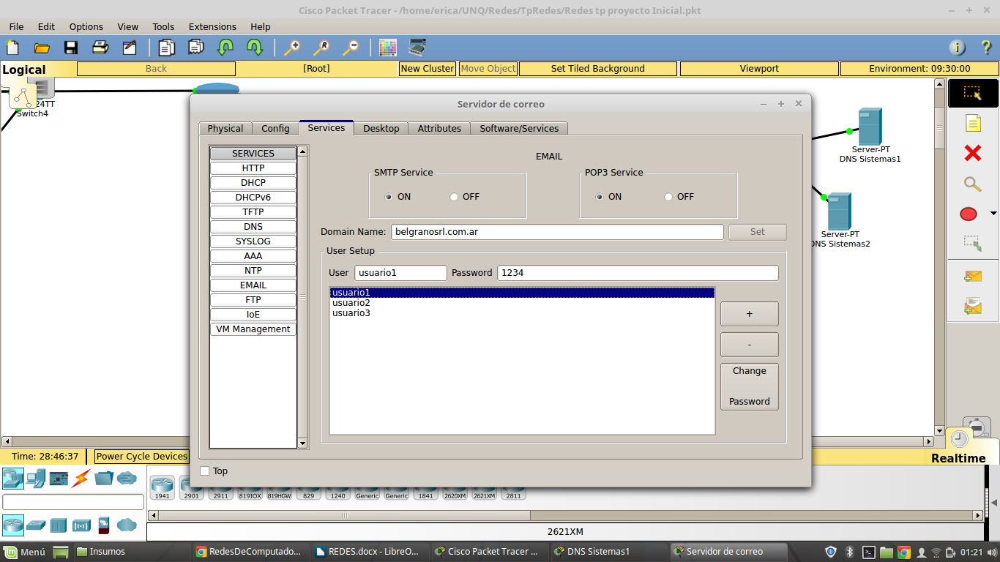 Cisco Packet Tracer - /home/erica/UNQ/Redes/TpRedes/Redes tp proyecto Inicial.pkt
File Edit Options View Tools Extensions Help
Logical Back [Root] New Cluster Move Object Set Tiled Background Viewport Environment: 09:30:00
24TT
Switch4
Servidor de correo
Physical Config Services Desktop Attributes Software/Services
SERVICES
HTTP
DHCP
DHCPv6
TFTP
DNS
SYSLOG
AAA
NTP
EMAIL
FTP
IoE
VM Management
EMAIL
SMTP Service POP3 Service
ON OFF ON OFF
Domain Name: belgranosrl.com.ar Set
User Setup
User usuario1 Password 1234
usuario1
usuario2
usuario3
+
-
Change
Password
Top
Server-PT
DNS Sistemas1
Server-PT
DNS Sistemas2
Time: 28:46:37 Power Cycle Devices
Realtime
1941 2901 2911 819IOX 819HGW 829 1240 Generic Generic 1841 2620XM 2621XM 2811
2621XM
Menú Insumos RedesDeComputado... REDES.docx - LibreO... Cisco Packet Tracer ... DNS Sistemas1 Servidor de correo 01:21